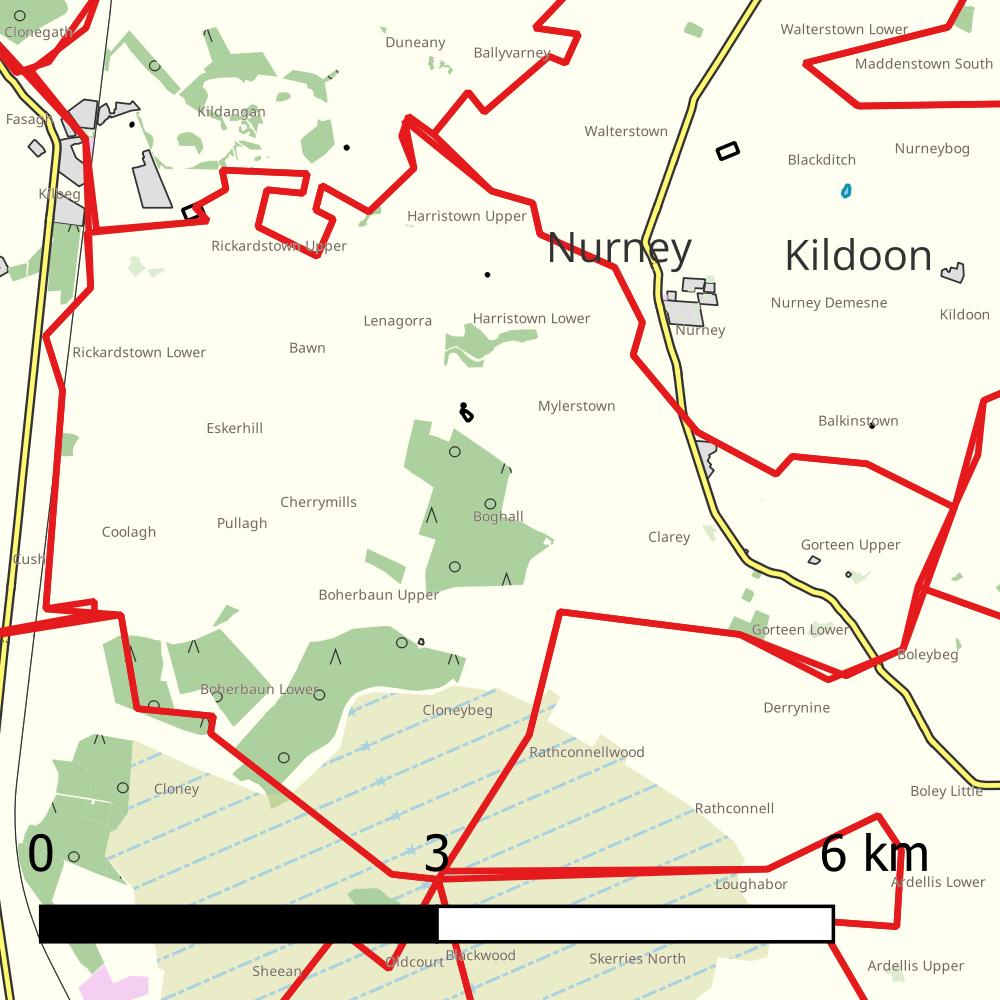 Clonegath
Walterstown Lower
Duneany
Ballyvarney
Maddenstown South
Kildangan
Fasagh
Walterstown
Nurneybog
Blackditch
Kilbeg
Harristown Upper
Rickardstown Upper
Nurney
Kildoon
Nurney Demesne
Kildoon
Lenagorra
Harristown Lower
Nurney
Bawn
Rickardstown Lower
Mylerstown
Balkinstown
Eskerhill
Cherrymills
Boghall
Pullagh
Coolagh
Clarey
Gorteen Upper
Cush
Boherbaun Upper
Gorteen Lower
Boleybeg
Boherbaun Lower
Cloneybeg
Derrynine
Rathconnellwood
Cloney
Boley Little
Rathconnell
0 3 6 km
Loughabor
Ardellis Lower
Oldcourt
Blackwood
Skerries North
Sheean
Ardellis Upper